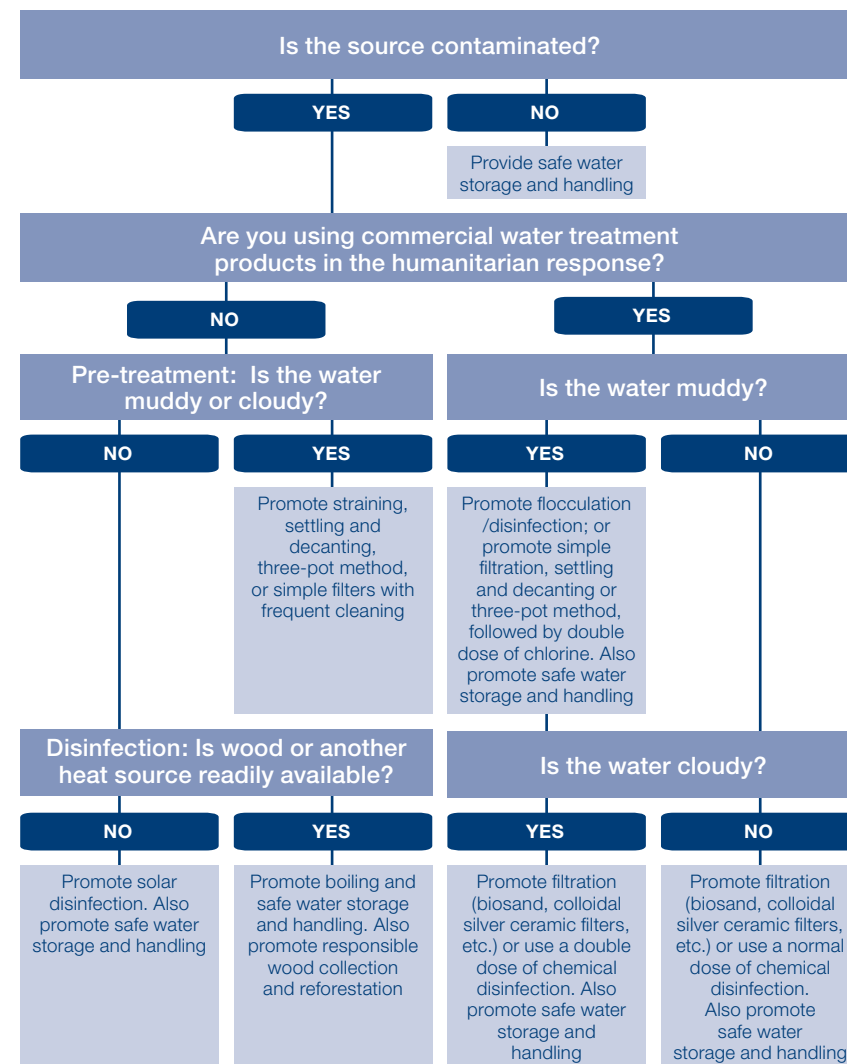 Is the source contaminated?
YES
NO
Provide safe water
storage and handling
Are you using commercial water treatment
products in the humanitarian response?
NO
YES
Pre-treatment: Is the water
muddy or cloudy?
Is the water muddy?
NO
YES
YES
NO
Promote straining,
settling and
decanting,
three-pot method,
or simple filters with
frequent cleaning
Promote flocculation
/disinfection; or
promote simple
filtration, settling
and decanting or
three-pot method,
followed by double
dose of chlorine. Also
promote safe water
storage and handling
Disinfection: Is wood or another
heat source readily available?
Is the water cloudy?
NO
YES
YES
NO
Promote solar
disinfection. Also
promote safe water
storage and handling
Promote boiling and
safe water storage
and handling. Also
promote responsible
wood collection
and reforestation
Promote filtration
(biosand, colloidal
silver ceramic filters,
etc.) or use a double
dose of chemical
disinfection. Also
promote safe water
storage and
handling
Promote filtration
(biosand, colloidal
silver ceramic filters,
etc.) or use a normal
dose of chemical
disinfection.
Also promote
safe water
storage and handling